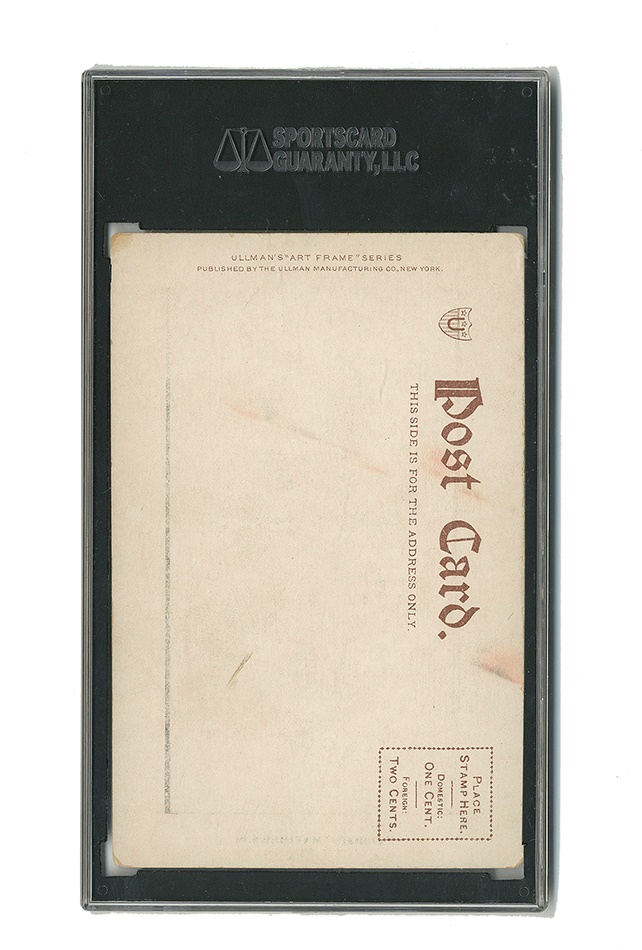 SPORTSCARD
GUARANTY, LLC
ULLMAN'S "ART FRAME" SERIES
PUBLISHED BY THE ULLMAN MANUFACTURING CO., NEW YORK.
U
Post Card.
THIS SIDE IS FOR THE ADDRESS ONLY.
PLACE
STAMP HERE.
DOMESTIC:
ONE CENT.
FOREIGN:
TWO CENTS.